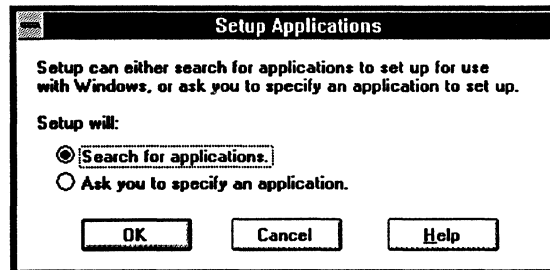 Setup Applications
Setup can either search for applications to set up for use
with Windows, or ask you to specify an application to set up.
Setup will:
Search for applications.
Ask you to specify an application.
OK
Cancel
Help